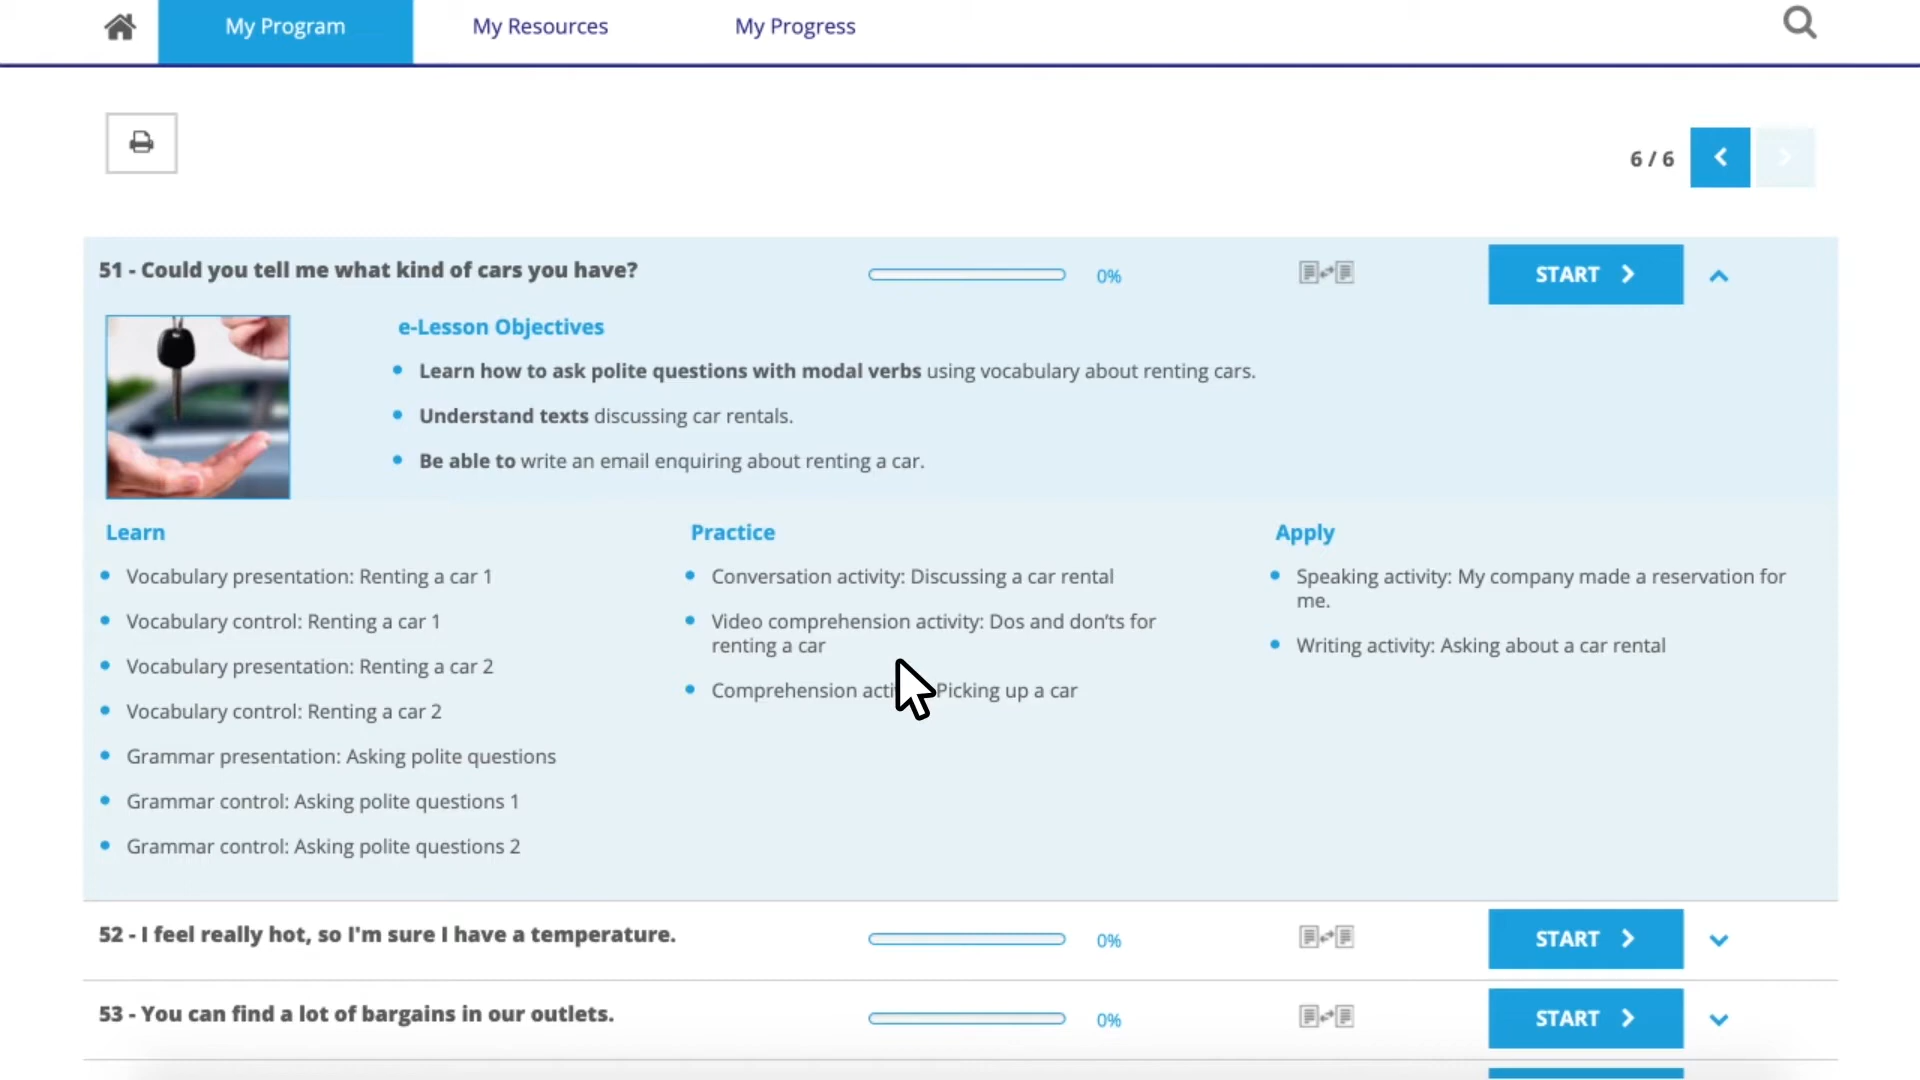 My Program
My Resources
My Progress
6 / 6
51 - Could you tell me what kind of cars you have?
0%
START
e-Lesson Objectives
Learn how to ask polite questions with modal verbs using vocabulary about renting cars.
Understand texts discussing car rentals.
Be able to write an email enquiring about renting a car.
Learn
Vocabulary presentation: Renting a car 1
Vocabulary control: Renting a car 1
Vocabulary presentation: Renting a car 2
Vocabulary control: Renting a car 2
Grammar presentation: Asking polite questions
Grammar control: Asking polite questions 1
Grammar control: Asking polite questions 2
Practice
Conversation activity: Discussing a car rental
Video comprehension activity: Dos and don'ts for
renting a car
Comprehension acti Picking up a car
Apply
Speaking activity: My company made a reservation for
me.
Writing activity: Asking about a car rental
52 - I feel really hot, so I'm sure I have a temperature.
0%
START
53 - You can find a lot of bargains in our outlets.
0%
START